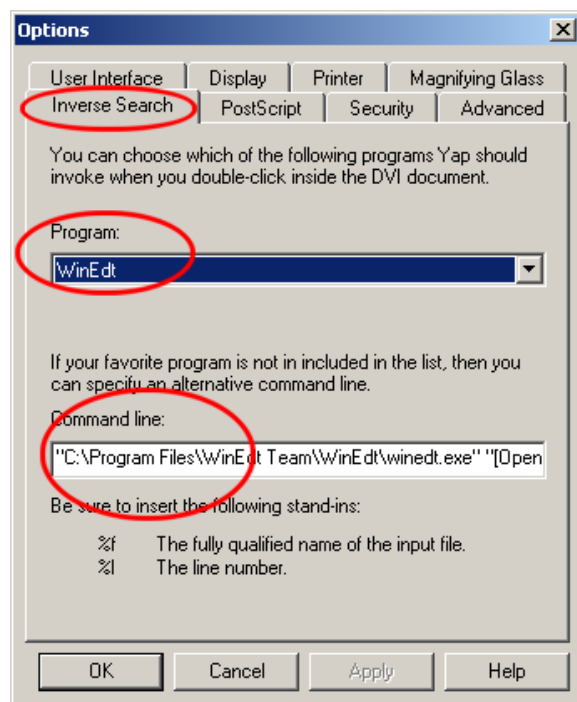 Options
User Interface Display Printer Magnifying Glass
Inverse Search PostScript Security Advanced
You can choose which of the following programs Yap should
invoke when you double-click inside the DVI document.
Program:
WinEdt
If your favorite program is not in included in the list, then you
can specify an alternative command line.
Command line:
"C:\Program Files\WinEdt Team\WinEdt\winedt.exe" "[Open
Be sure to insert the following stand-ins:
%f The fully qualified name of the input file.
%l The line number.
OK Cancel Apply Help